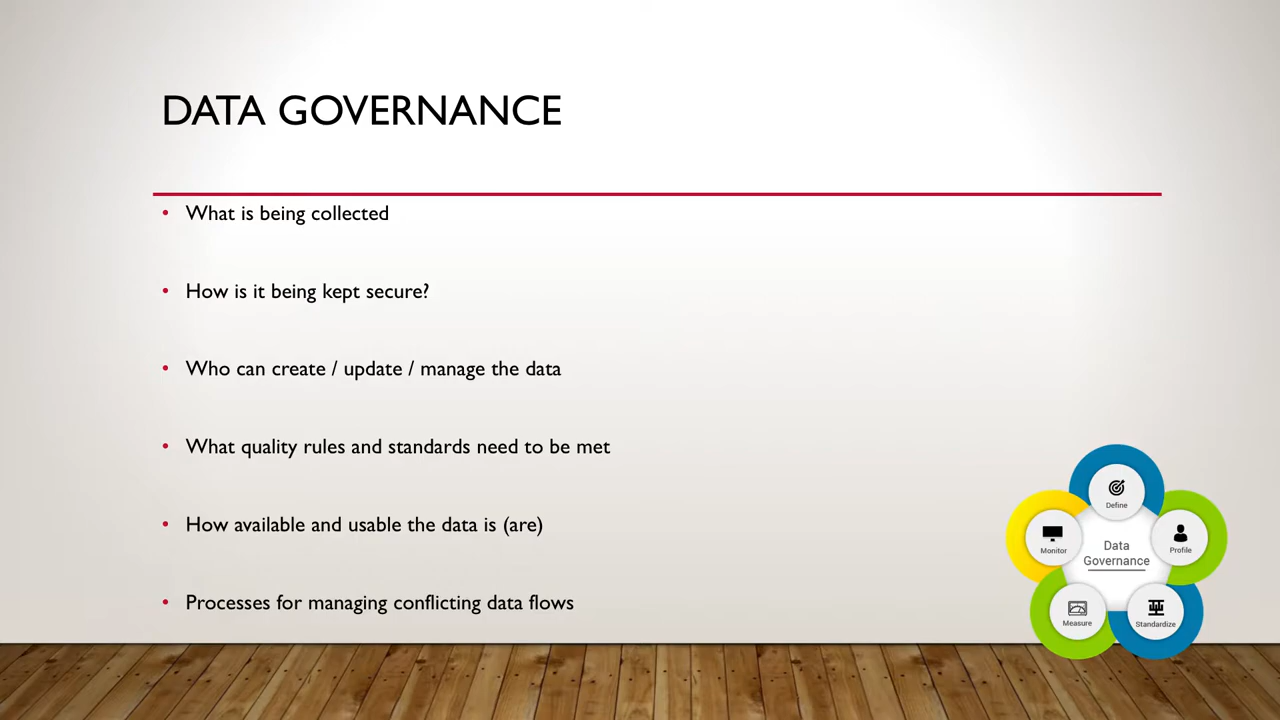 DATA GOVERNANCE
• What is being collected
• How is it being kept secure?
• Who can create / update / manage the data
• What quality rules and standards need to be met
• How available and usable the data is (are)
• Processes for managing conflicting data flows
Define
Monitor
Data
Governance
Profile
Measure
Standardize